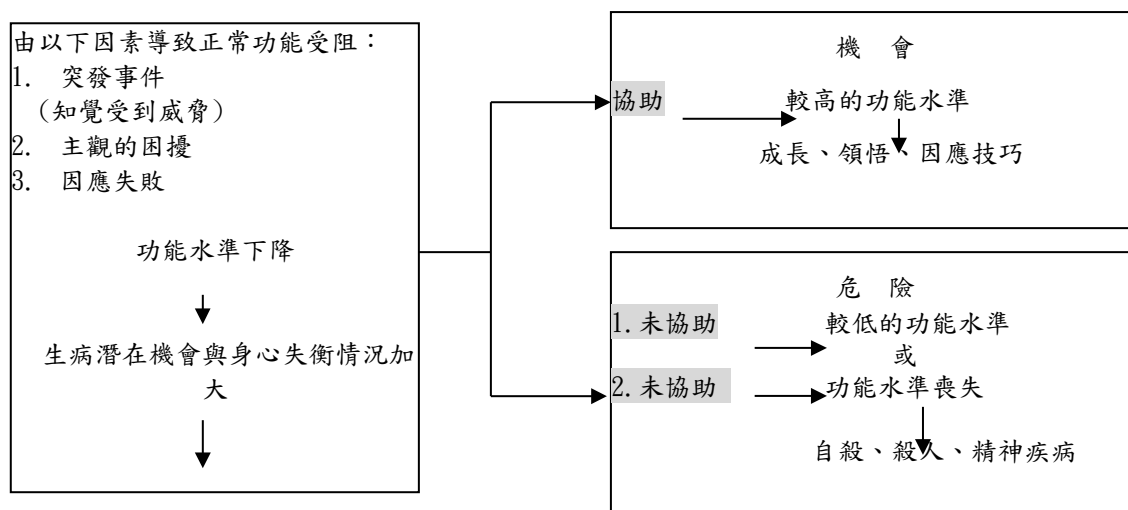 由以下因素導致正常功能受阻：
1. 突發事件
（知覺受到威脅）
2. 主觀的困擾
3. 因應失敗
功能水準下降
生病潛在機會與身心失衡情況加
大
機 會
協助 較高的功能水準
成長、領悟、因應技巧
危 險
1.未協助 較低的功能水準
或
2.未協助 功能水準喪失
自殺、殺人、精神疾病